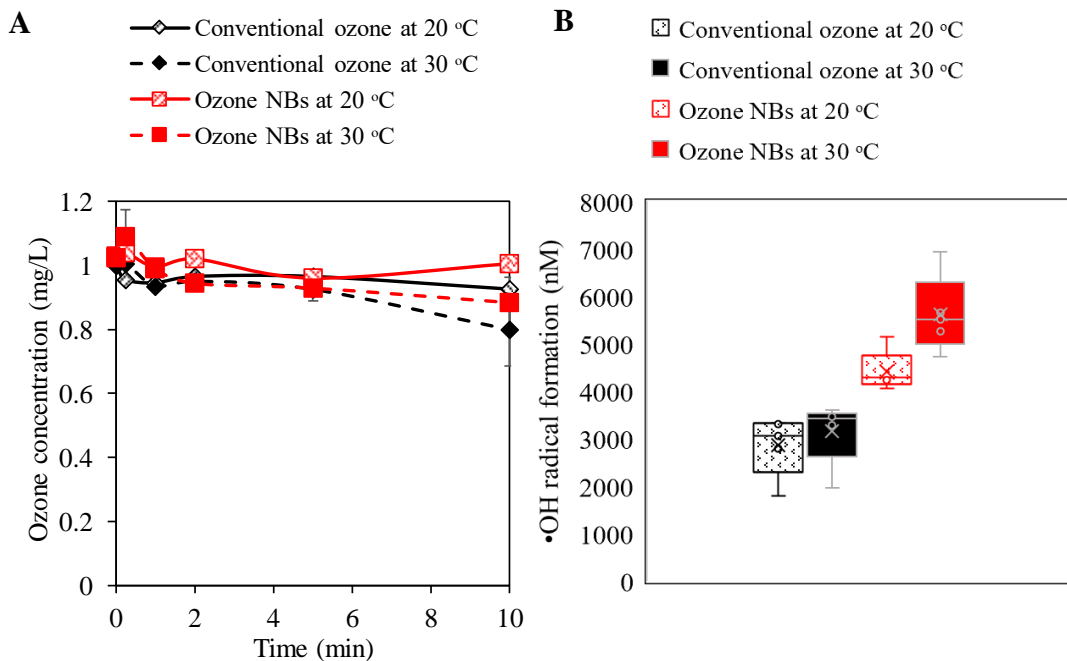 A
Conventional ozone at 20 °C
Conventional ozone at 30 °C
Ozone NBs at 20 °C
Ozone NBs at 30 °C
1.2
1
0.8
0.6
0.4
0.2
0
0 2 4 6 8 10
Time (min)
Ozone concentration (mg/L)
B
Conventional ozone at 20 °C
Conventional ozone at 30 °C
Ozone NBs at 20 °C
Ozone NBs at 30 °C
8000
7000
6000
5000
4000
3000
2000
1000
0
•OH radical formation (nM)